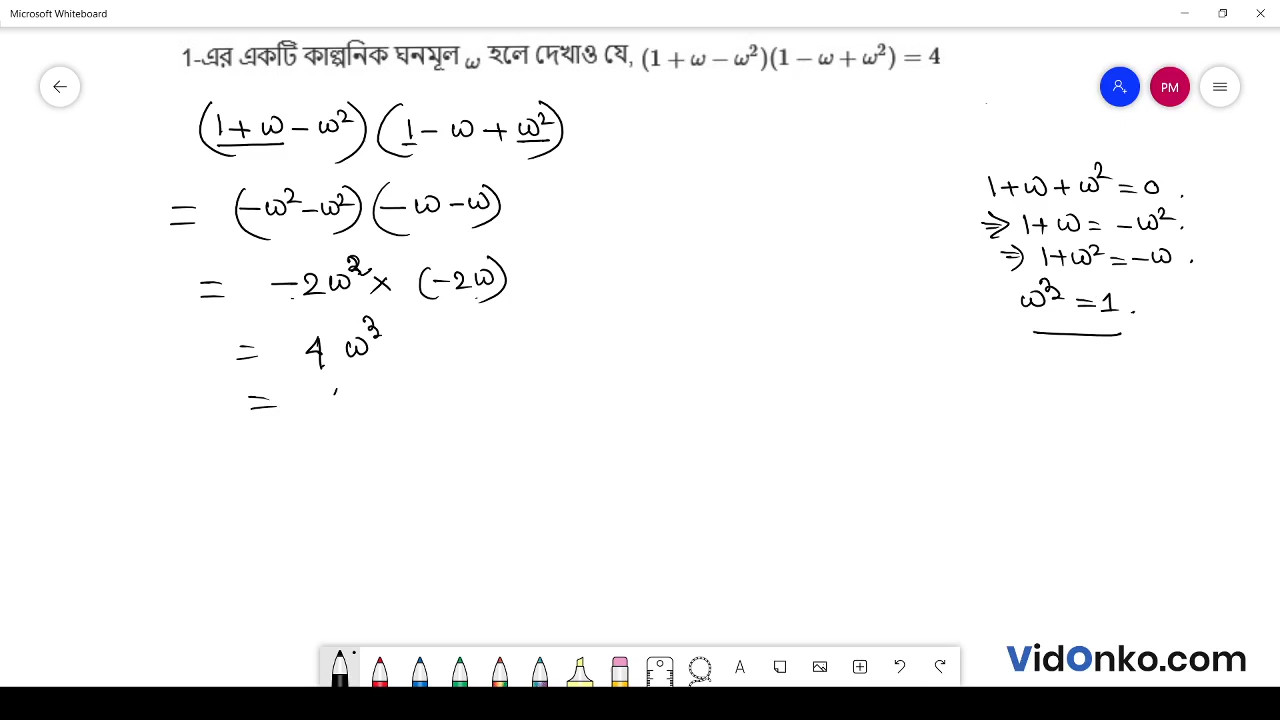 Microsoft Whiteboard
1-এর একটি কাল্পনিক ঘনমূল ω হলে দেখাও যে, (1 + ω − ω²)(1 − ω + ω²) = 4
PM
(1 + ω − ω²) (1 − ω + ω²)
= (−ω² − ω²) (−ω − ω)
= −2ω² × (−2ω)
= 4 ω³
=
1 + ω + ω² = 0 .
⇒ 1 + ω = −ω² .
⇒ 1 + ω² = −ω .
ω³ = 1 .
A
VidOnko.com